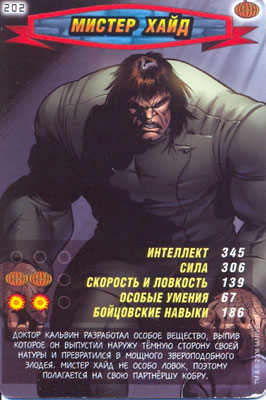 202
МИСТЕР ХАЙД
ИНТЕЛЛЕКТ 345
СИЛА 306
СКОРОСТЬ И ЛОВКОСТЬ 139
ОСОБЫЕ УМЕНИЯ 67
БОЙЦОВСКИЕ НАВЫКИ 186
ДОКТОР КАЛЬВИН РАЗРАБОТАЛ ОСОБОЕ ВЕЩЕСТВО, ВЫПИВ
КОТОРОЕ ОН ВЫПУСТИЛ НАРУЖУ ТЁМНУЮ СТОРОНУ СВОЕЙ
НАТУРЫ И ПРЕВРАТИЛСЯ В МОЩНОГО ЗВЕРОПОДОБНОГО
ЗЛОДЕЯ. МИСТЕР ХАЙД НЕ ОСОБО ЛОВОК, ПОЭТОМУ
ПОЛАГАЕТСЯ НА СВОЮ ПАРТНЁРШУ КОБРУ.